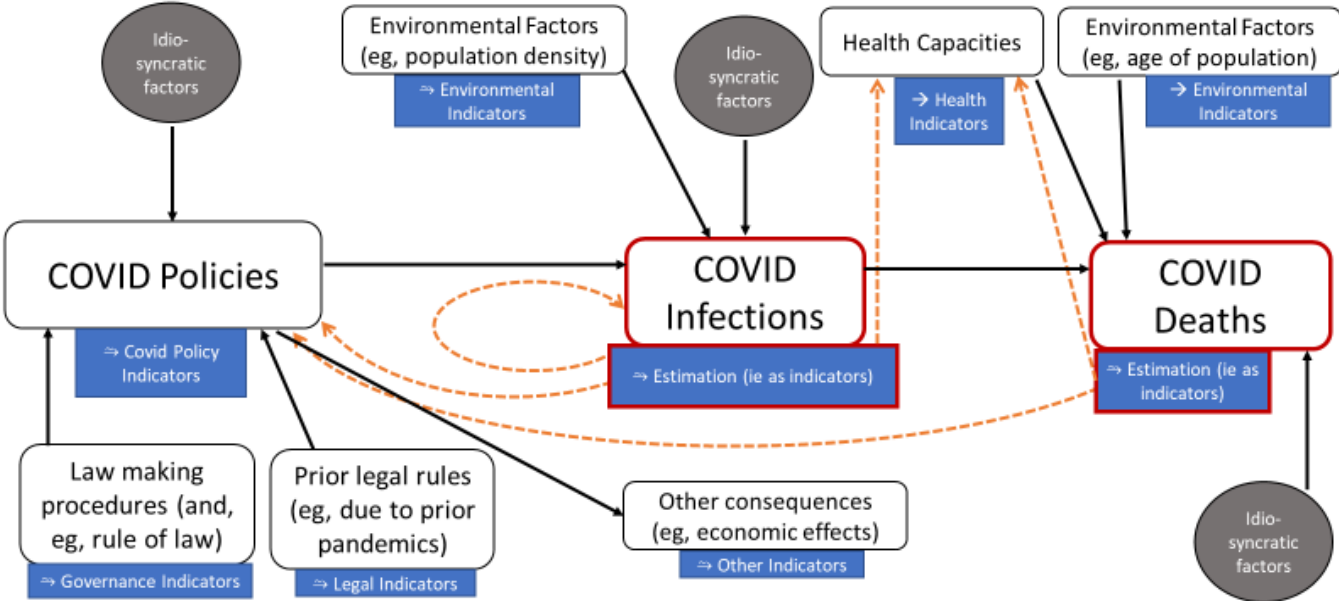 Idio-
syncratic
factors
Environmental Factors
(eg, population density)
⇁ Environmental
Indicators
Idio-
syncratic
factors
Health Capacities
→ Health
Indicators
Environmental Factors
(eg, age of population)
→ Environmental
Indicators
COVID Policies
⇁ Covid Policy
Indicators
COVID
Infections
⇁ Estimation (ie as indicators)
COVID
Deaths
⇁ Estimation (ie as
indicators)
Law making
procedures (and,
eg, rule of law)
⇁ Governance Indicators
Prior legal rules
(eg, due to prior
pandemics)
⇁ Legal Indicators
Other consequences
(eg, economic effects)
⇁ Other Indicators
Idio-
syncratic
factors